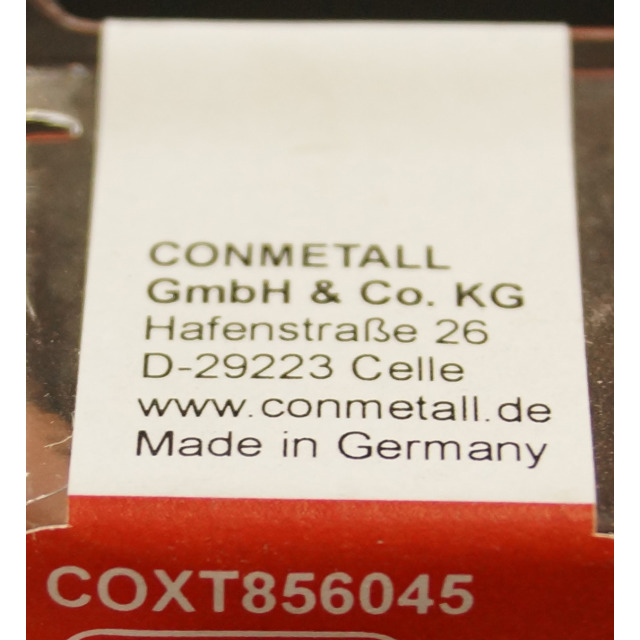 CONMETALL
GmbH & Co. KG
Hafenstraße 26
D-29223 Celle
www.conmetall.de
Made in Germany
COXT856045